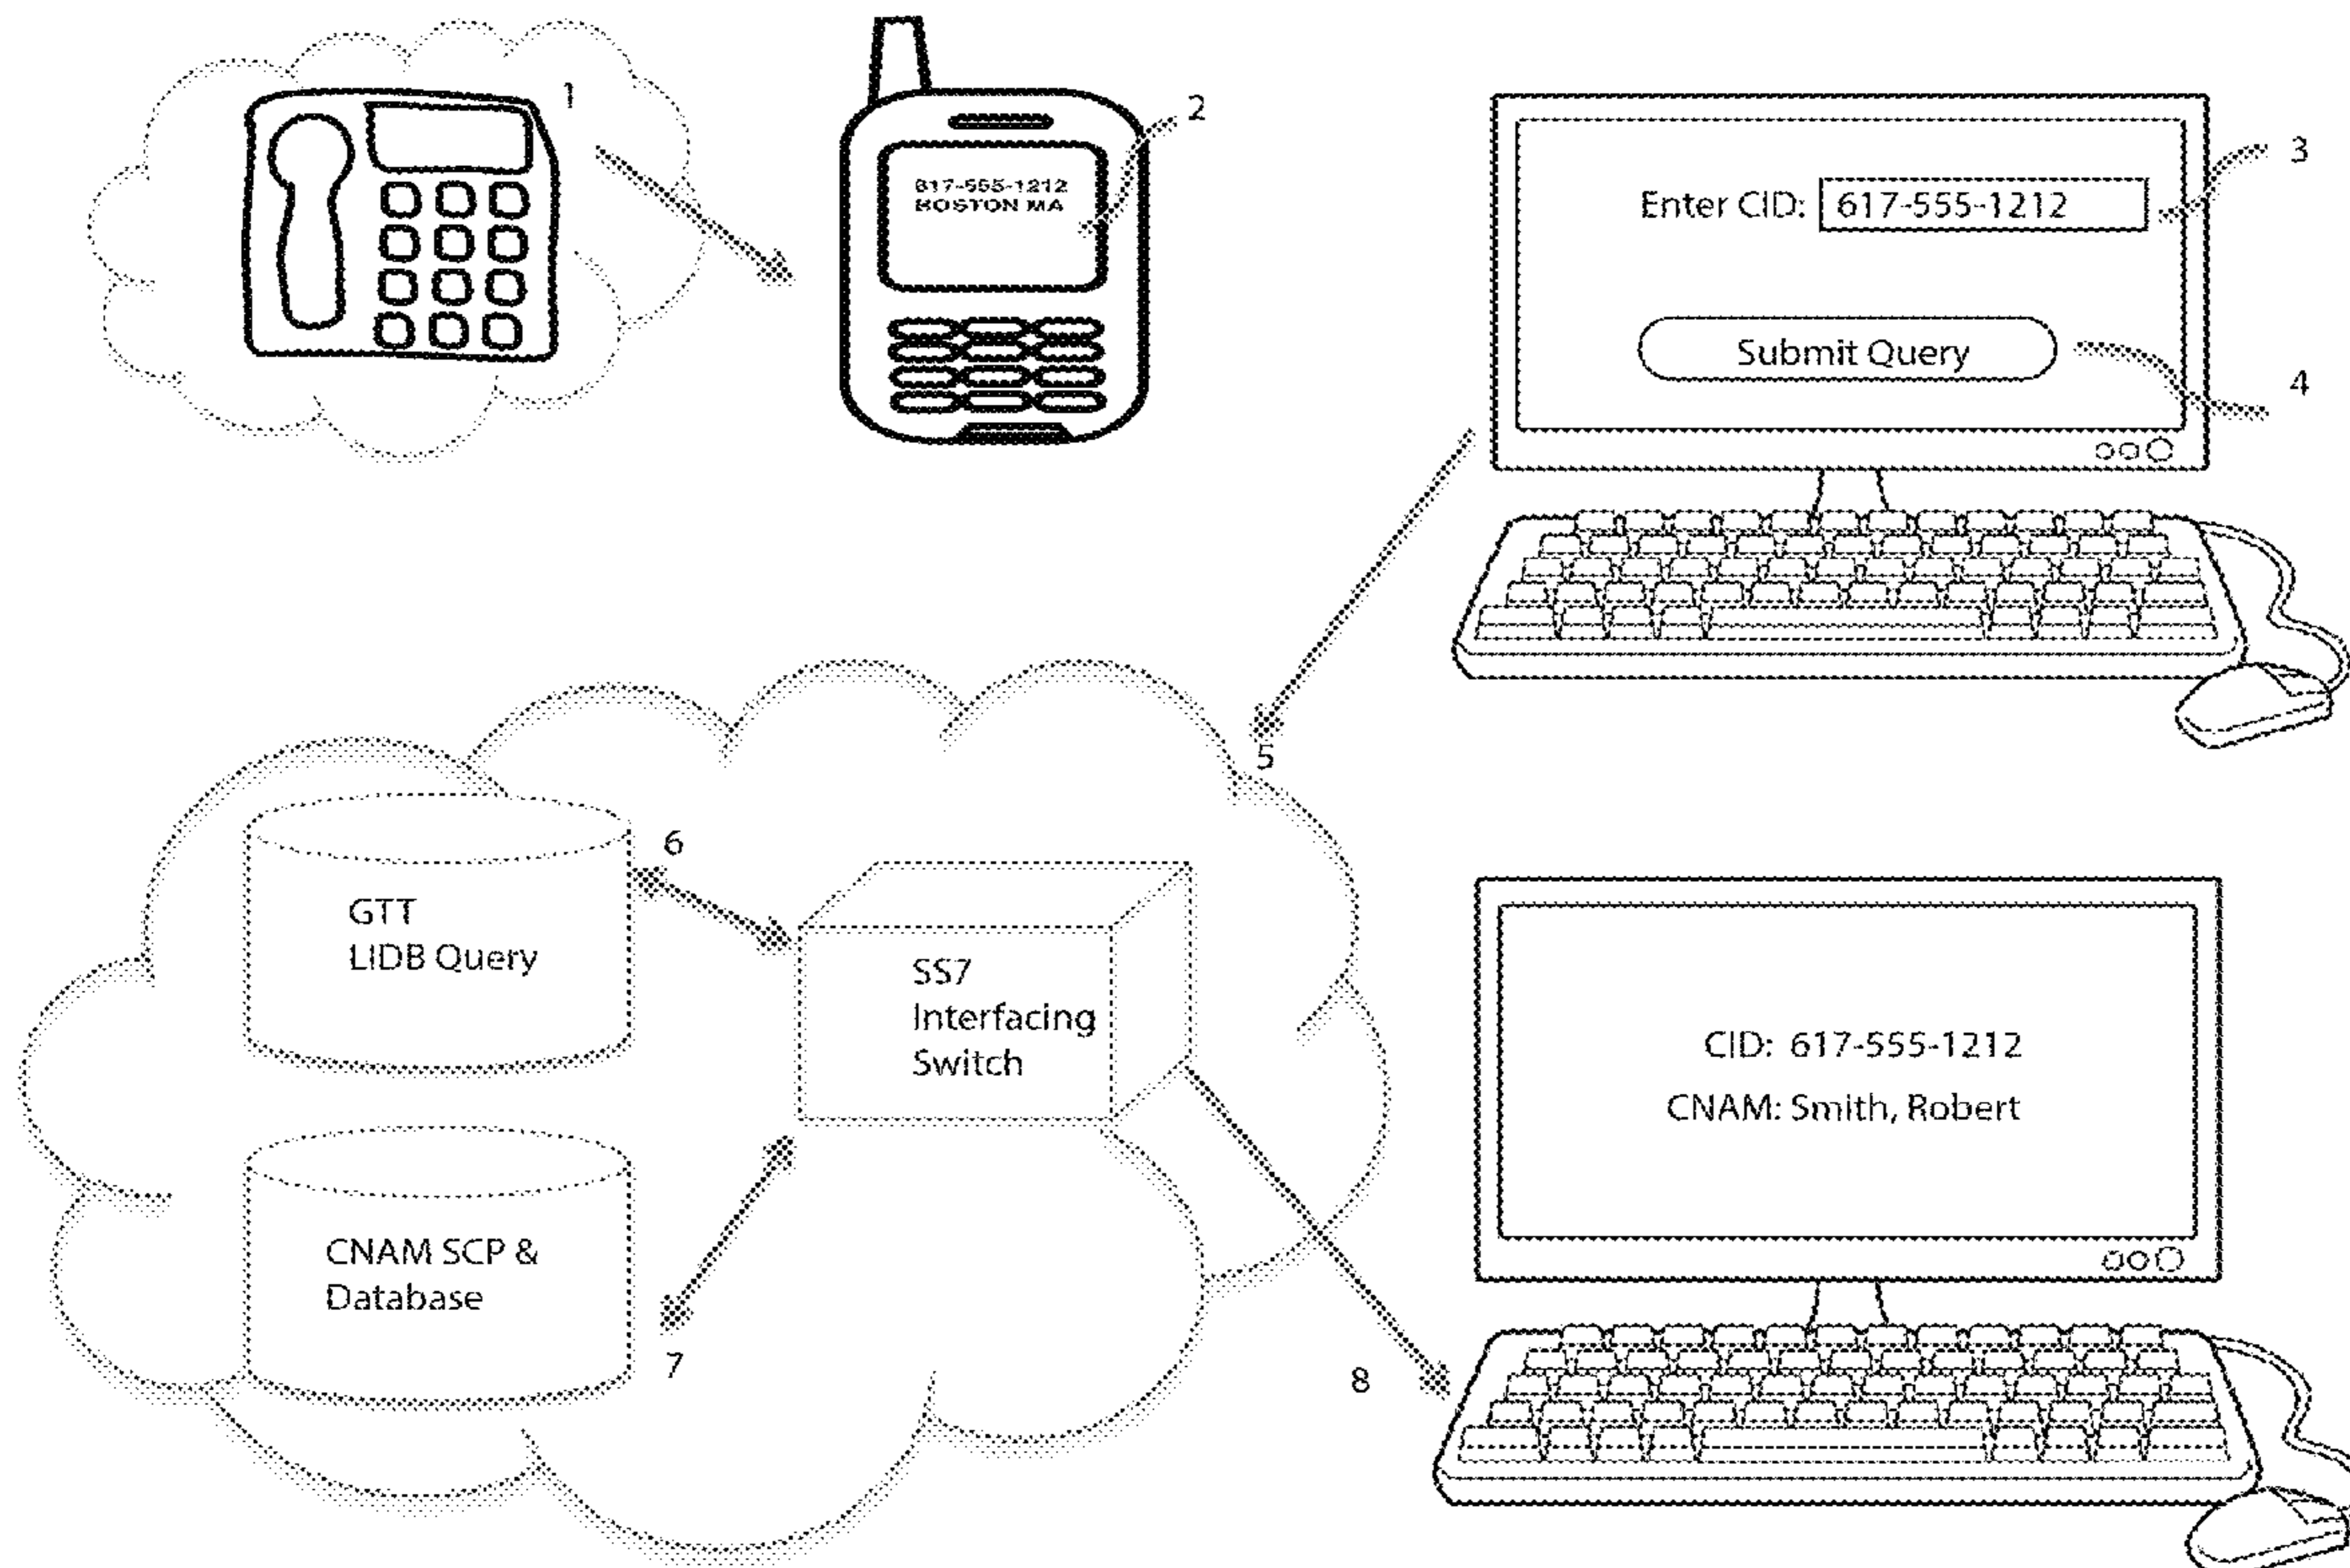 1
2
617-555-1212
BOSTON MA
3
Enter CID: 617-555-1212
Submit Query
4
5
6
GTT
LIDB Query
SS7
Interfacing
Switch
CID: 617-555-1212
CNAM: Smith, Robert
CNAM SCP &
Database
7
8